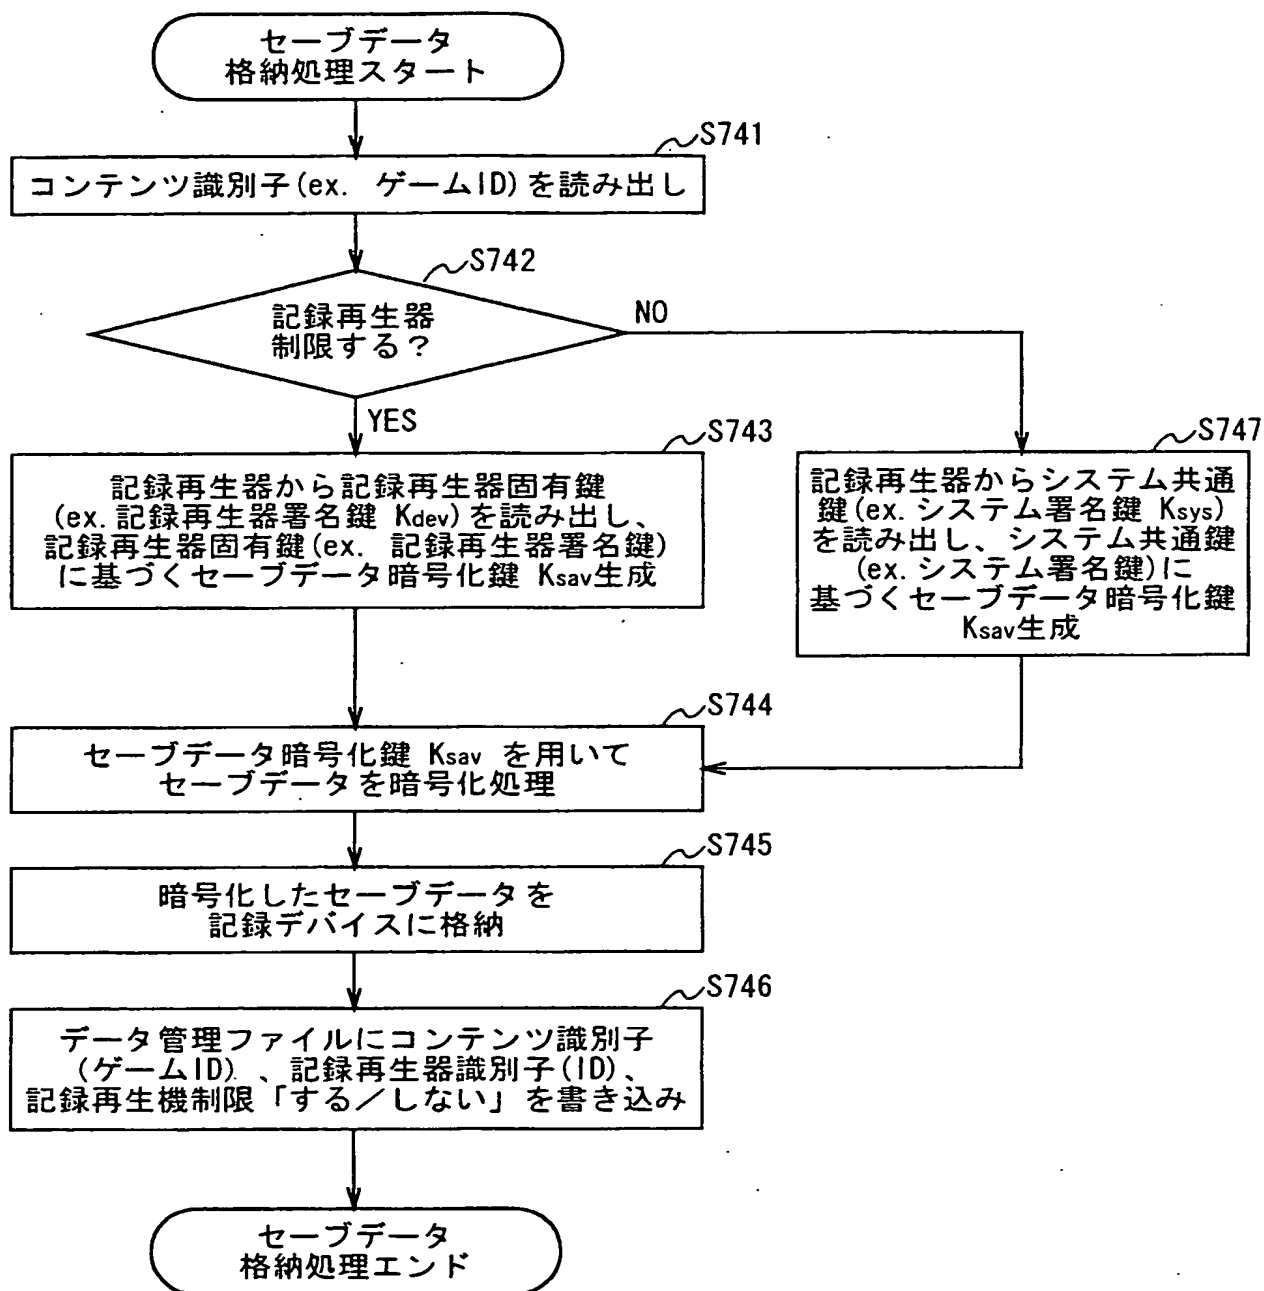 セーブデータ
格納処理スタート
S741
コンテンツ識別子(ex. ゲームID)を読み出し
S742
記録再生器
制限する?
NO
YES
S743
記録再生器から記録再生器固有鍵
(ex.記録再生器署名鍵 Kdev)を読み出し、
記録再生器固有鍵(ex. 記録再生器署名鍵)
に基づくセーブデータ暗号化鍵 Ksav生成
S747
記録再生器からシステム共通
鍵(ex.システム署名鍵 Ksys)
を読み出し、システム共通鍵
(ex.システム署名鍵)に
基づくセーブデータ暗号化鍵
Ksav生成
S744
セーブデータ暗号化鍵 Ksav を用いて
セーブデータを暗号化処理
S745
暗号化したセーブデータを
記録デバイスに格納
S746
データ管理ファイルにコンテンツ識別子
(ゲームID)、記録再生器識別子(ID)、
記録再生機制限「する/しない」を書き込み
セーブデータ
格納処理エンド